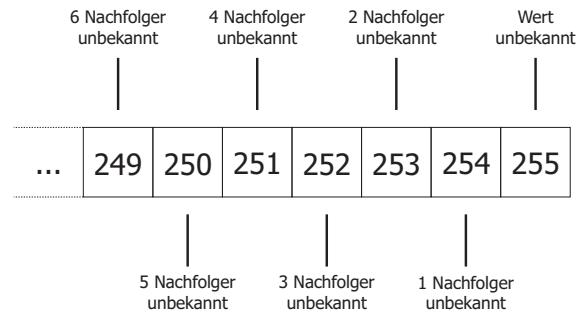 6 Nachfolger
unbekannt
4 Nachfolger
unbekannt
2 Nachfolger
unbekannt
Wert
unbekannt
... 249 250 251 252 253 254 255
5 Nachfolger
unbekannt
3 Nachfolger
unbekannt
1 Nachfolger
unbekannt